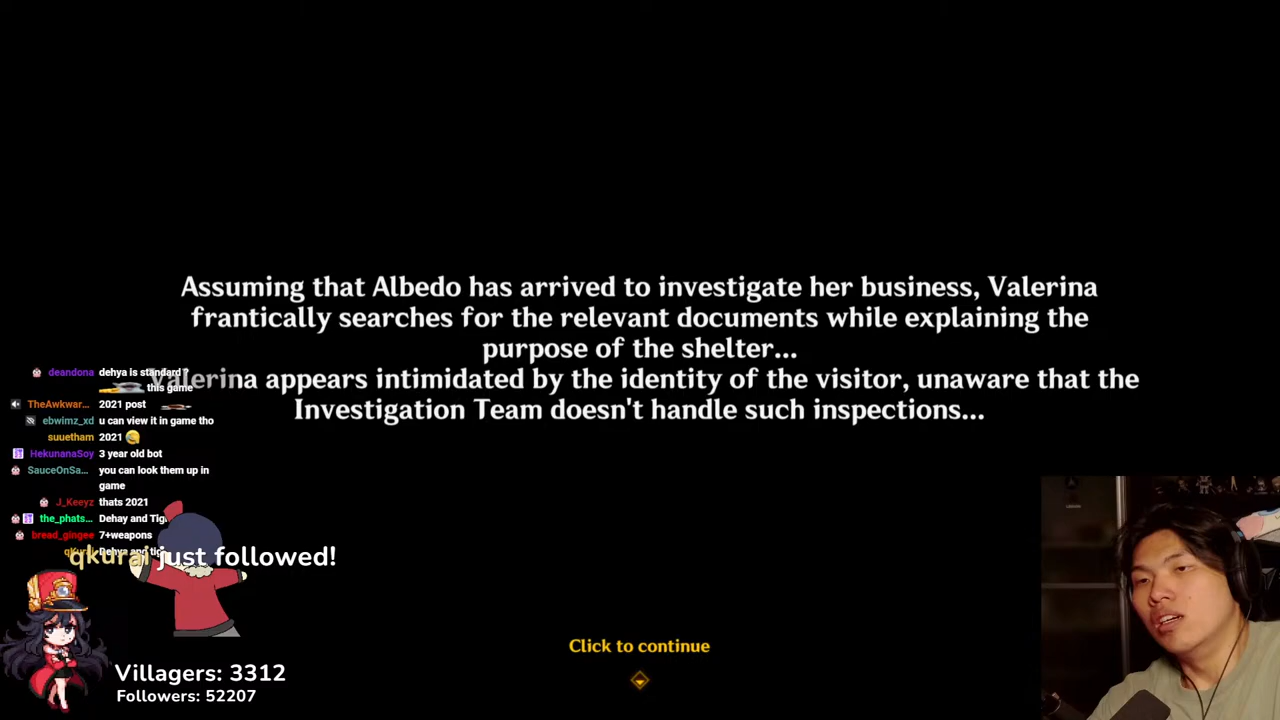 Assuming that Albedo has arrived to investigate her business, Valerina
frantically searches for the relevant documents while explaining the
purpose of the shelter...
Valerina appears intimidated by the identity of the visitor, unaware that the
Investigation Team doesn't handle such inspections...
deandona dehya is standard ?
this game
TheAwkwar... 2021 post
ebwimz_xd u can view it in game tho
suuetham 2021
HekunanaSoy 3 year old bot
SauceOnSa... you can look them up in
game
J_Keeyz thats 2021
the_phats... Dehay and
bread_gingee 7+weapons
qkurai just followed!
Villagers: 3312
Followers: 52207
Click to continue